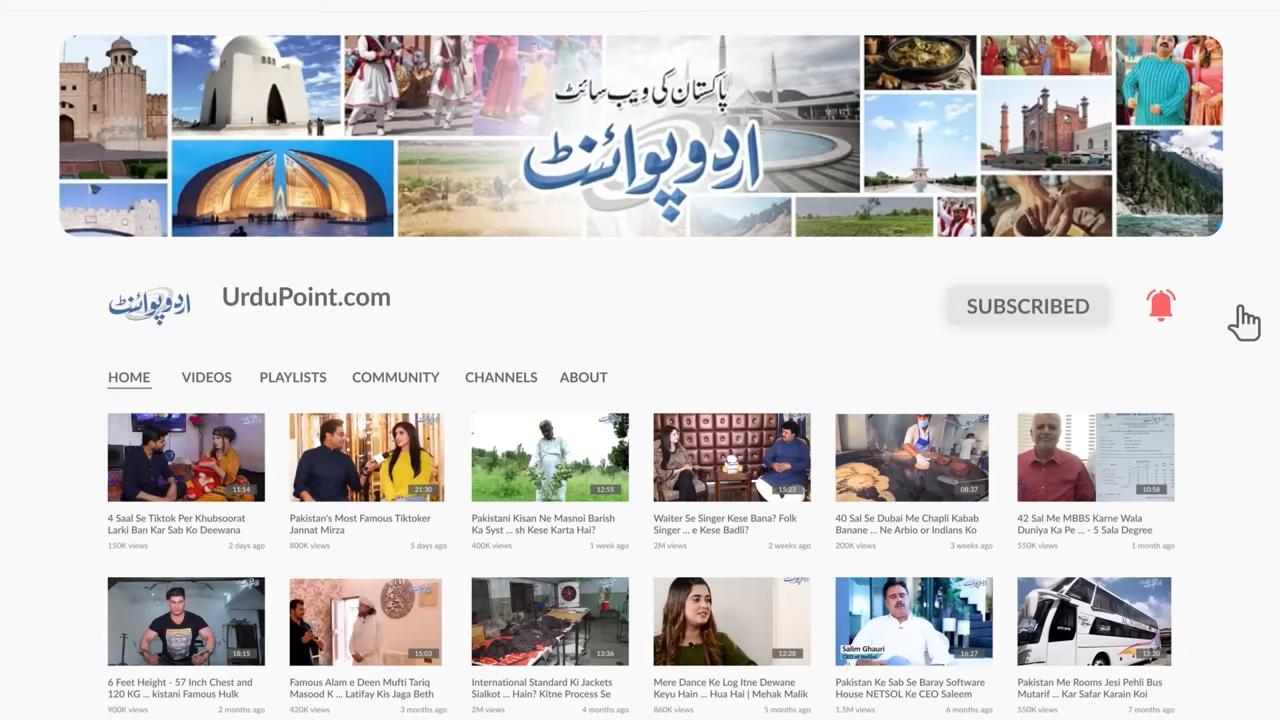 پاکستان کی ویب سائٹ
اردو پوائنٹ
اردو پوائنٹ
UrduPoint.com
SUBSCRIBED
HOME VIDEOS PLAYLISTS COMMUNITY CHANNELS ABOUT
11:14 21:30 12:55 15:23 08:37 10:58
4 Saal Se Tiktok Per Khubsoorat
Larki Ban Kar Sab Ko Deewana
150K views 2 days ago
Pakistan's Most Famous Tiktoker
Jannat Mirza
800K views 5 days ago
Pakistani Kisan Ne Masnoi Barish
Ka Syst ... sh Kese Karta Hai?
400K views 1 week ago
Waiter Se Singer Kese Bana? Folk
Singer ... e Kese Badli?
2M views 2 weeks ago
40 Sal Se Dubai Me Chapli Kabab
Banane ... Ne Arbio or Indians Ko
200K views 3 weeks ago
42 Sal Me MBBS Karne Wala
Duniya Ka Pe ... - 5 Sala Degree
550K views 1 month ago
18:15 15:03 13:36 12:28 16:27 13:20
Salim Ghauri
CEO of NetSol
6 Feet Height - 57 Inch Chest and
120 KG ... kistani Famous Hulk
900K views 2 months ago
Famous Alam e Deen Mufti Tariq
Masood K ... Latifay Kis Jaga Beth
420K views 3 months ago
International Standard Ki Jackets
Sialkot ... Hain? Kitne Process Se
2M views 4 months ago
Mere Dance Ke Log Itne Dewane
Keyu Hain ... Hua Hai | Mehak Malik
860K views 5 months ago
Pakistan Ke Sab Se Baray Software
House NETSOL Ke CEO Saleem
1.5M views 6 months ago
Pakistan Me Rooms Jesi Pehli Bus
Mutarif ... Kar Safar Karain Koi
550K views 7 months ago